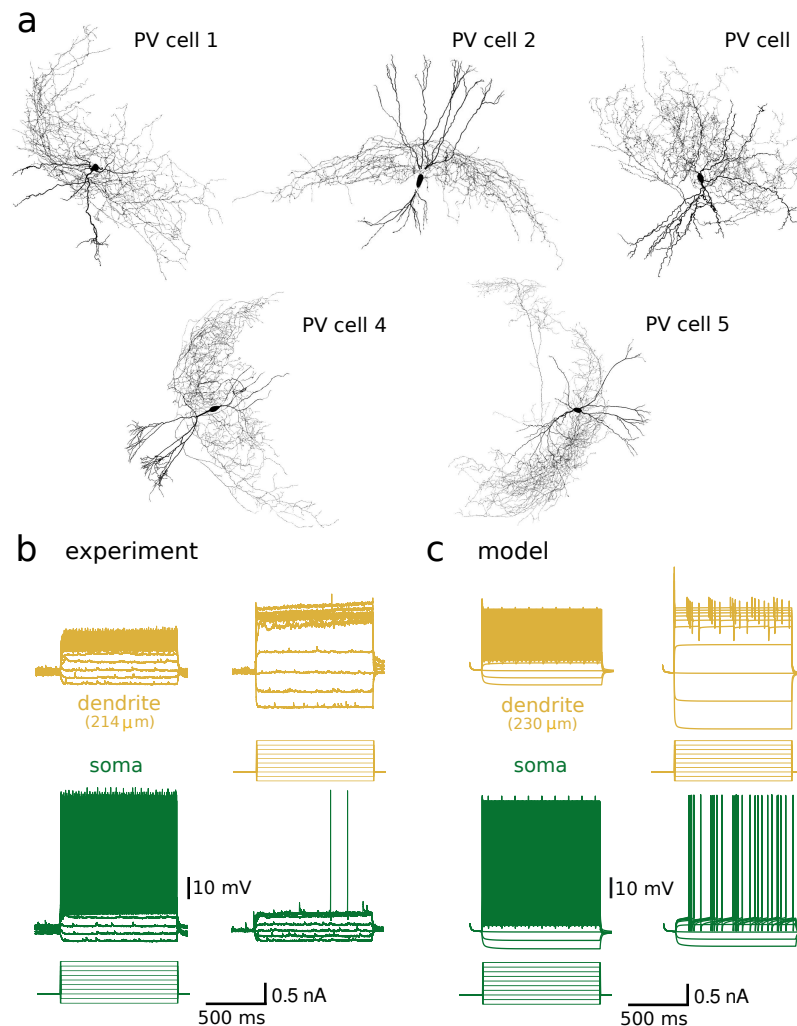 a
PV cell 1
PV cell 2
PV cell
PV cell 4
PV cell 5
b experiment
c model
dendrite
(214 μm)
dendrite
(230 μm)
soma
soma
10 mV
10 mV
0.5 nA
500 ms
0.5 nA
500 ms